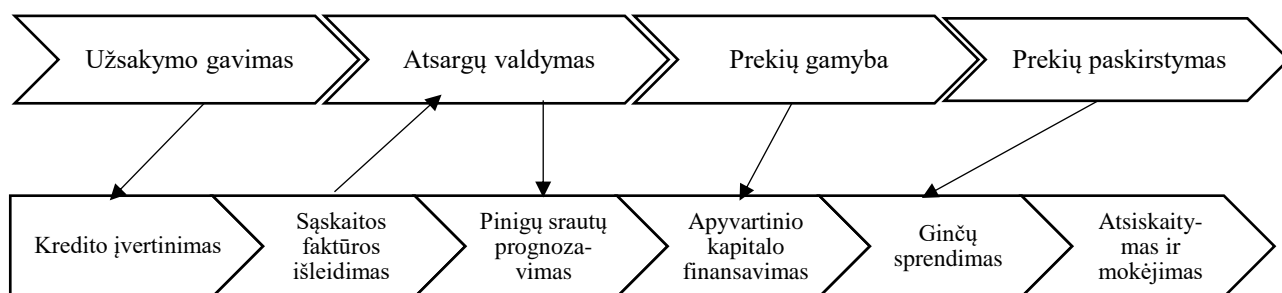 Užsakymo gavimas
Atsargų valdymas
Prekių gamyba
Prekių paskirstymas
Kredito įvertinimas
Sąskaitos
faktūros
išleidimas
Pinigų srautų
prognoza-
vimas
Apyvartinio
kapitalo
finansavimas
Ginčų
sprendimas
Atsiskaity-
mas ir
mokėjimas